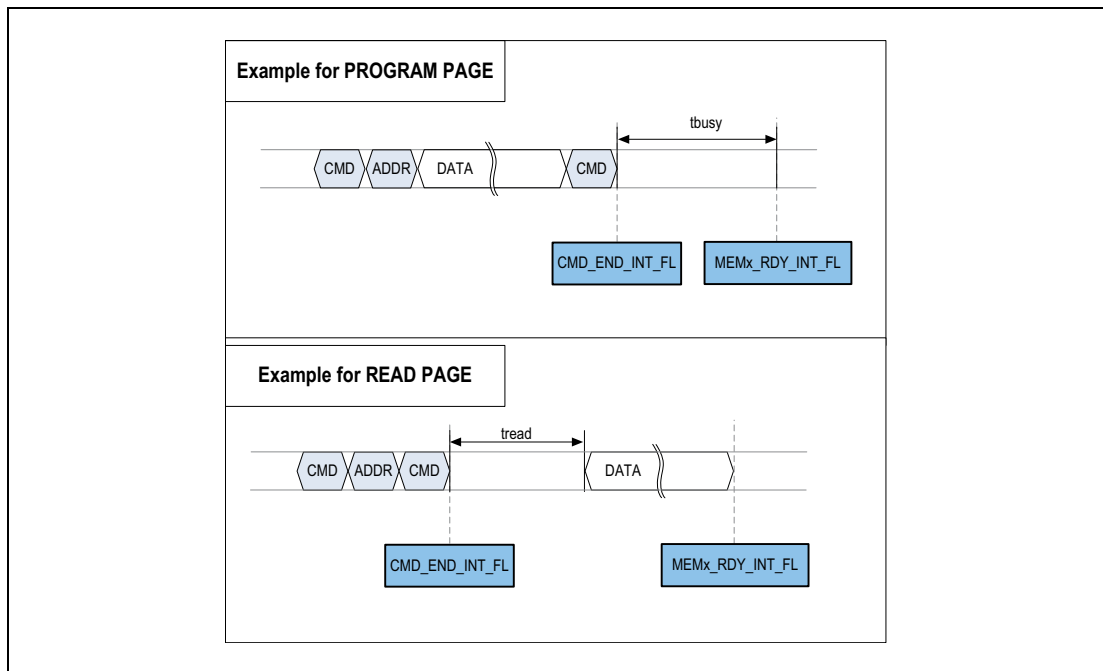 Example for PROGRAM PAGE
tbusy
CMD ADDR DATA CMD
CMD_END_INT_FL MEMx_RDY_INT_FL
Example for READ PAGE
tread
CMD ADDR CMD DATA
CMD_END_INT_FL MEMx_RDY_INT_FL